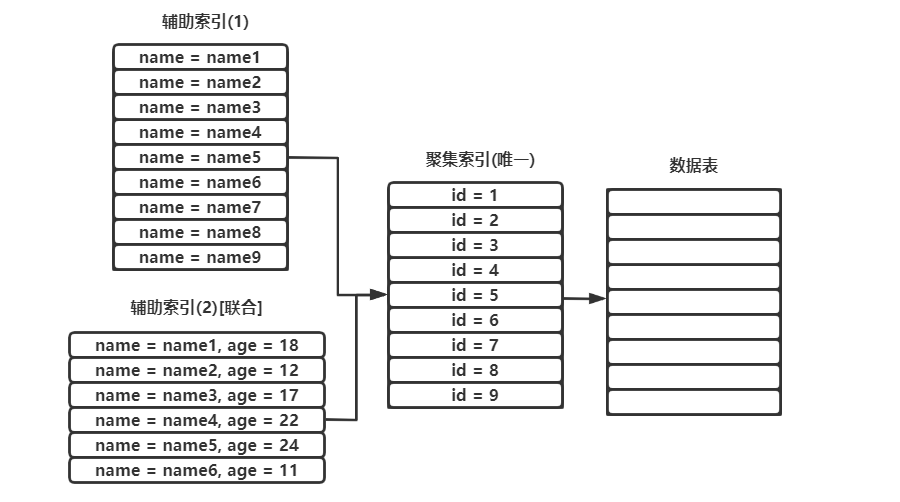 辅助索引(1)
name = name1
name = name2
name = name3
name = name4
name = name5
name = name6
name = name7
name = name8
name = name9
辅助索引(2)[联合]
name = name1, age = 18
name = name2, age = 12
name = name3, age = 17
name = name4, age = 22
name = name5, age = 24
name = name6, age = 11
聚集索引(唯一)
id = 1
id = 2
id = 3
id = 4
id = 5
id = 6
id = 7
id = 8
id = 9
数据表